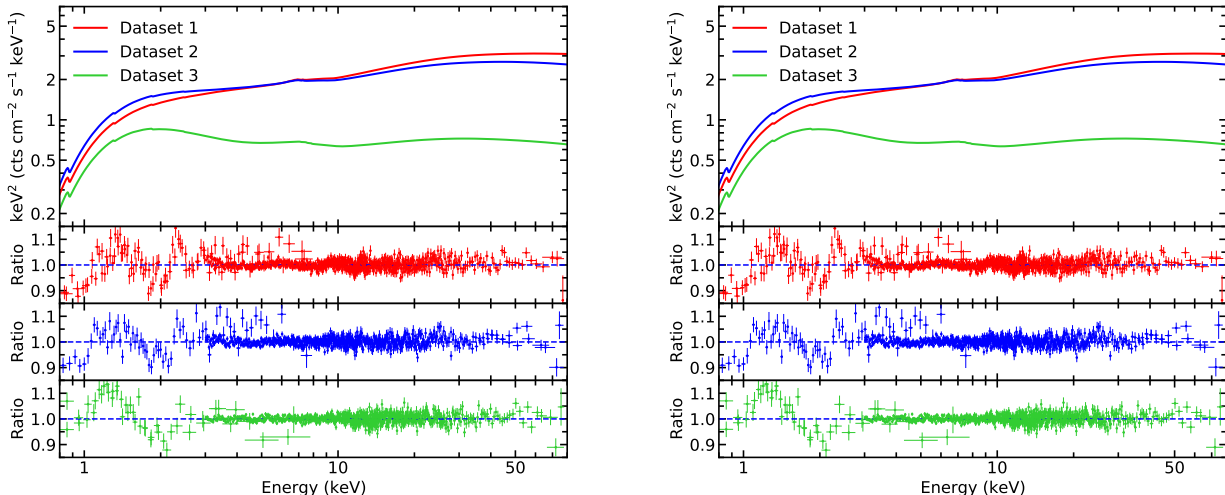 keV² (cts cm⁻² s⁻¹ keV⁻¹)
5
2
1
0.5
0.2
Dataset 1
Dataset 2
Dataset 3
Ratio
1.1
1.0
0.9
Ratio
1.1
1.0
0.9
Ratio
1.1
1.0
0.9
1 10 50
Energy (keV)
keV² (cts cm⁻² s⁻¹ keV⁻¹)
5
2
1
0.5
0.2
Dataset 1
Dataset 2
Dataset 3
Ratio
1.1
1.0
0.9
Ratio
1.1
1.0
0.9
Ratio
1.1
1.0
0.9
1 10 50
Energy (keV)